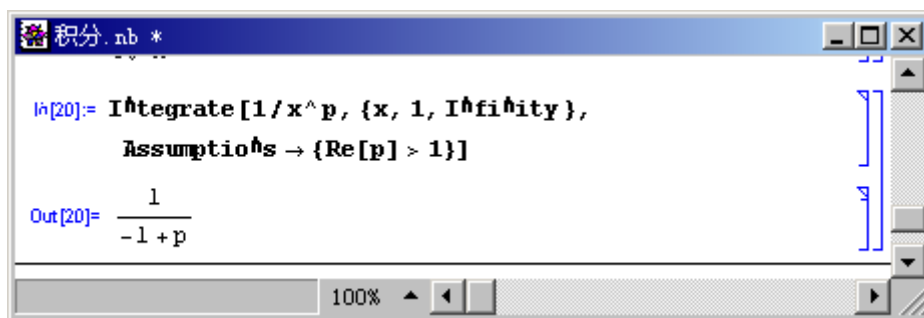 积分.nb *
In[20]:= Integrate[1/x^p, {x, 1, Infinity},
Assumptions → {Re[p] > 1}]
Out[20]= 1
-1 + p
100%